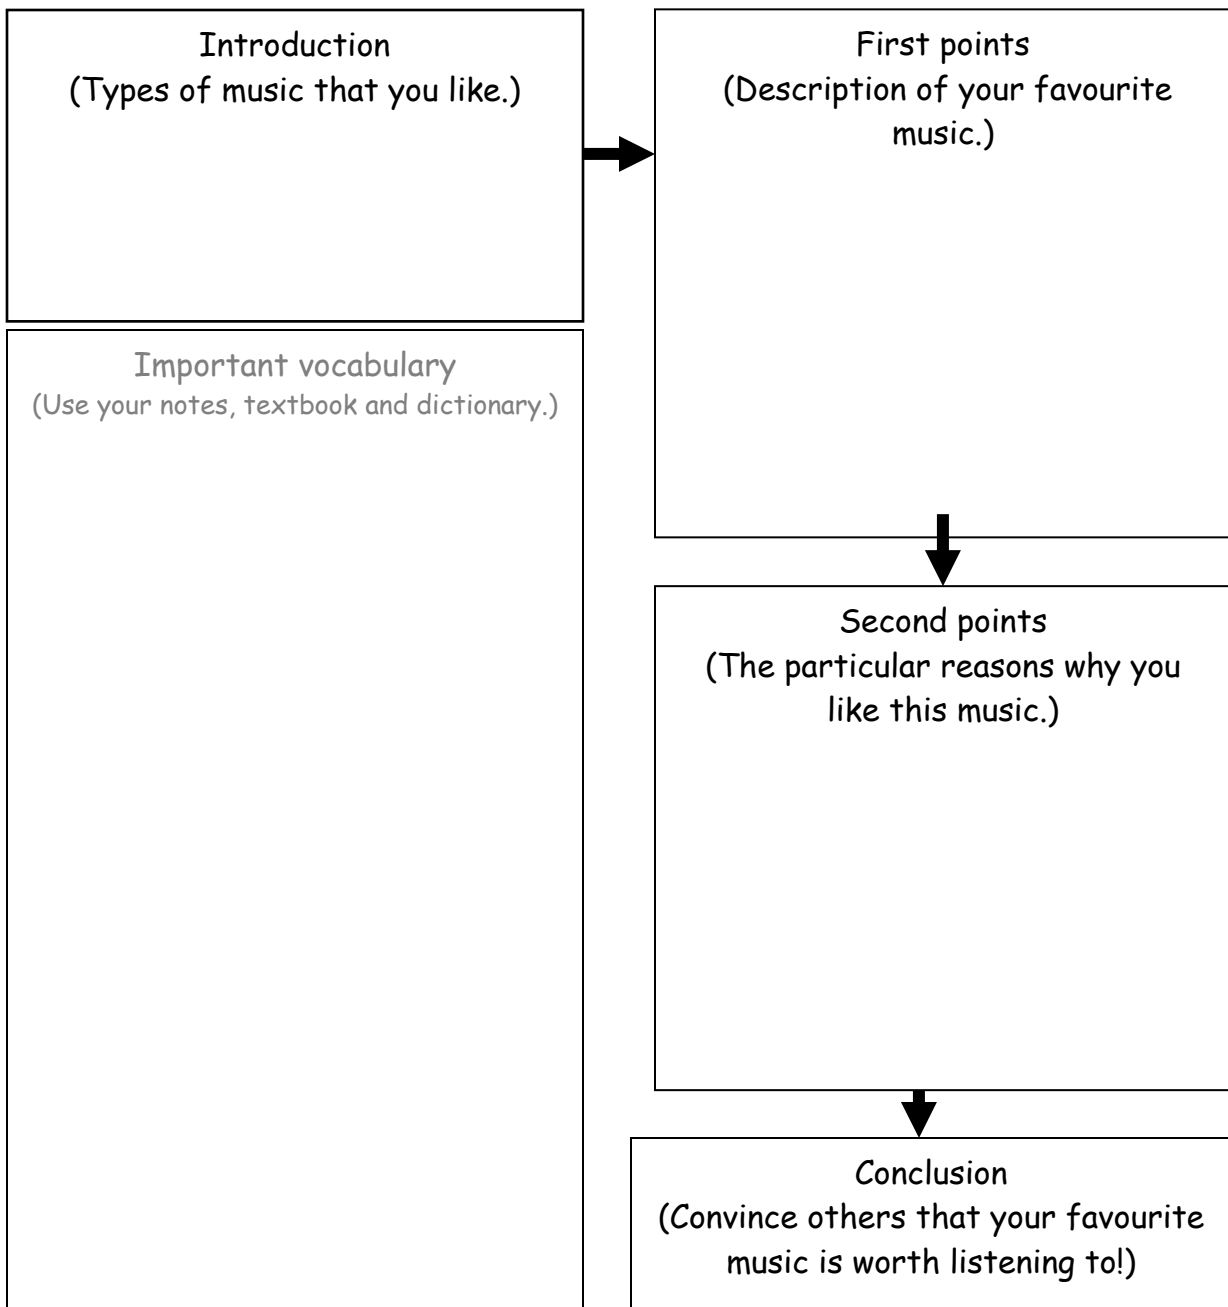 Introduction
(Types of music that you like.)
First points
(Description of your favourite
music.)
Important vocabulary
(Use your notes, textbook and dictionary.)
Second points
(The particular reasons why you
like this music.)
Conclusion
(Convince others that your favourite
music is worth listening to!)